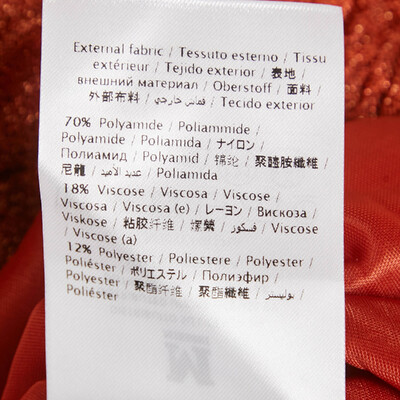 External fabric / Tessuto esterno / Tissu
extérieur / Tejido exterior / 表地 /
внешний материал / Oberstoff / 面料 /
外部布料 / قماش خارجي / Tecido exterior
70% Polyamide / Poliammide /
Polyamide / Poliamida / ナイロン /
Полиамид / Polyamid / 锦纶 / 聚醯胺纖維 /
尼龍 / عديد الأميد / Poliamida
18% Viscose / Viscosa / Viscose /
Viscosa / Viscosa (e) / レーヨン / Вискоза /
Viskose / 粘胶纤维 / 嫘縈 / فسكوز / Viscose
/ Viscose (a)
12% Polyester / Poliestere / Polyester /
Poliéster / ポリエステル / Полиэфир /
Polyester / 聚酯纤维 / 聚酯纖維 / بوليستر /
Poliéster